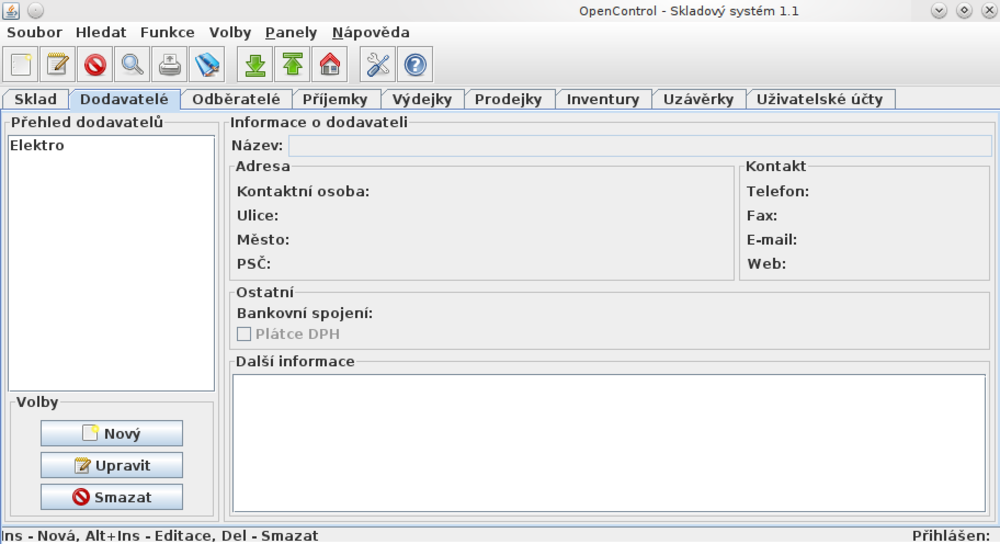 OpenControl - Skladový systém 1.1
Soubor Hledat Funkce Volby Panely Nápověda
Sklad Dodavatelé Odběratelé Příjemky Výdejky Prodejky Inventury Uzávěrky Uživatelské účty
Přehled dodavatelů
Elektro
Volby
Nový
Upravit
Smazat
Informace o dodavateli
Název:
Adresa
Kontaktní osoba:
Ulice:
Město:
PSČ:
Kontakt
Telefon:
Fax:
E-mail:
Web:
Ostatní
Bankovní spojení:
Plátce DPH
Další informace
Ins - Nová, Alt+Ins - Editace, Del - Smazat
Přihlášen: